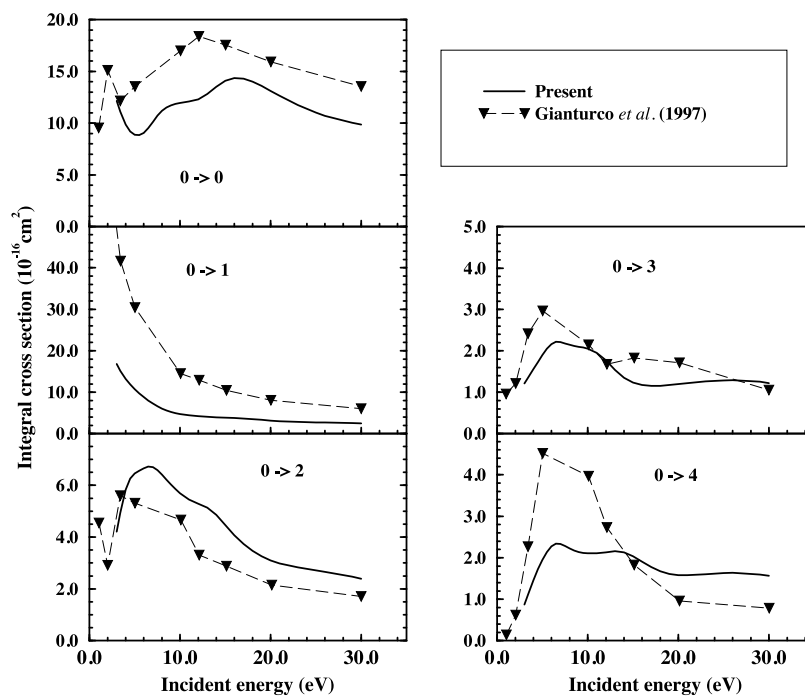 20.0
15.0
10.0
5.0
0.0
0 -> 0
Present
Gianturco et al. (1997)
Integral cross section (10⁻¹⁶cm²)
40.0
30.0
20.0
10.0
0.0
0 -> 1
5.0
4.0
3.0
2.0
1.0
0.0
0 -> 3
6.0
4.0
2.0
0.0
0 -> 2
4.0
3.0
2.0
1.0
0.0
0 -> 4
0.0 10.0 20.0 30.0
Incident energy (eV)
0.0 10.0 20.0 30.0
Incident energy (eV)